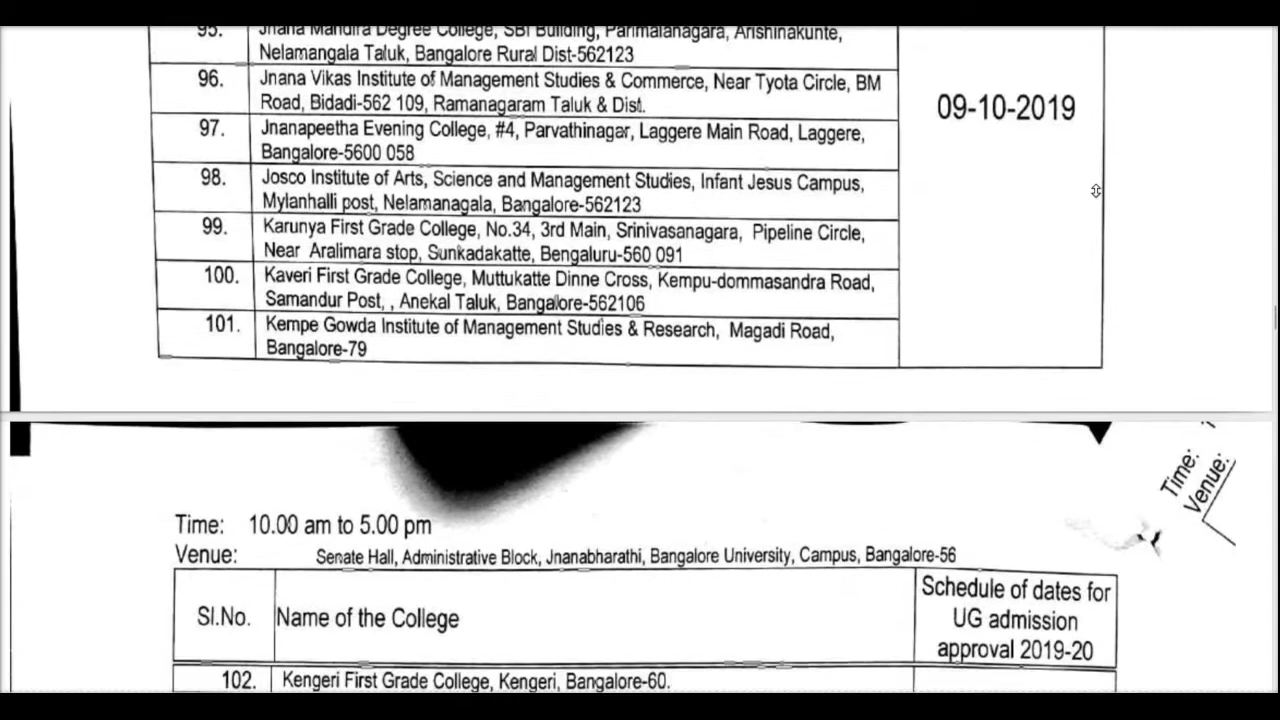 95. Jnana Mandira Degree College, SBI Building, Parimalanagara, Arishinakunte,
Nelamangala Taluk, Bangalore Rural Dist-562123
96. Jnana Vikas Institute of Management Studies & Commerce, Near Tyota Circle, BM
Road, Bidadi-562 109, Ramanagaram Taluk & Dist.
09-10-2019
97. Jnanapeetha Evening College, #4, Parvathinagar, Laggere Main Road, Laggere,
Bangalore-5600 058
98. Josco Institute of Arts, Science and Management Studies, Infant Jesus Campus,
Mylanhalli post, Nelamanagala, Bangalore-562123
99. Karunya First Grade College, No.34, 3rd Main, Srinivasanagara, Pipeline Circle,
Near Aralimara stop, Sunkadakatte, Bengaluru-560 091
100. Kaveri First Grade College, Muttukatte Dinne Cross, Kempu-dommasandra Road,
Samandur Post, , Anekal Taluk, Bangalore-562106
101. Kempe Gowda Institute of Management Studies & Research, Magadi Road,
Bangalore-79
Time:
Venue:
Time: 10.00 am to 5.00 pm
Venue: Senate Hall, Administrative Block, Jnanabharathi, Bangalore University, Campus, Bangalore-56
Sl.No. Name of the College
Schedule of dates for
UG admission
approval 2019-20
102. Kengeri First Grade College, Kengeri, Bangalore-60.